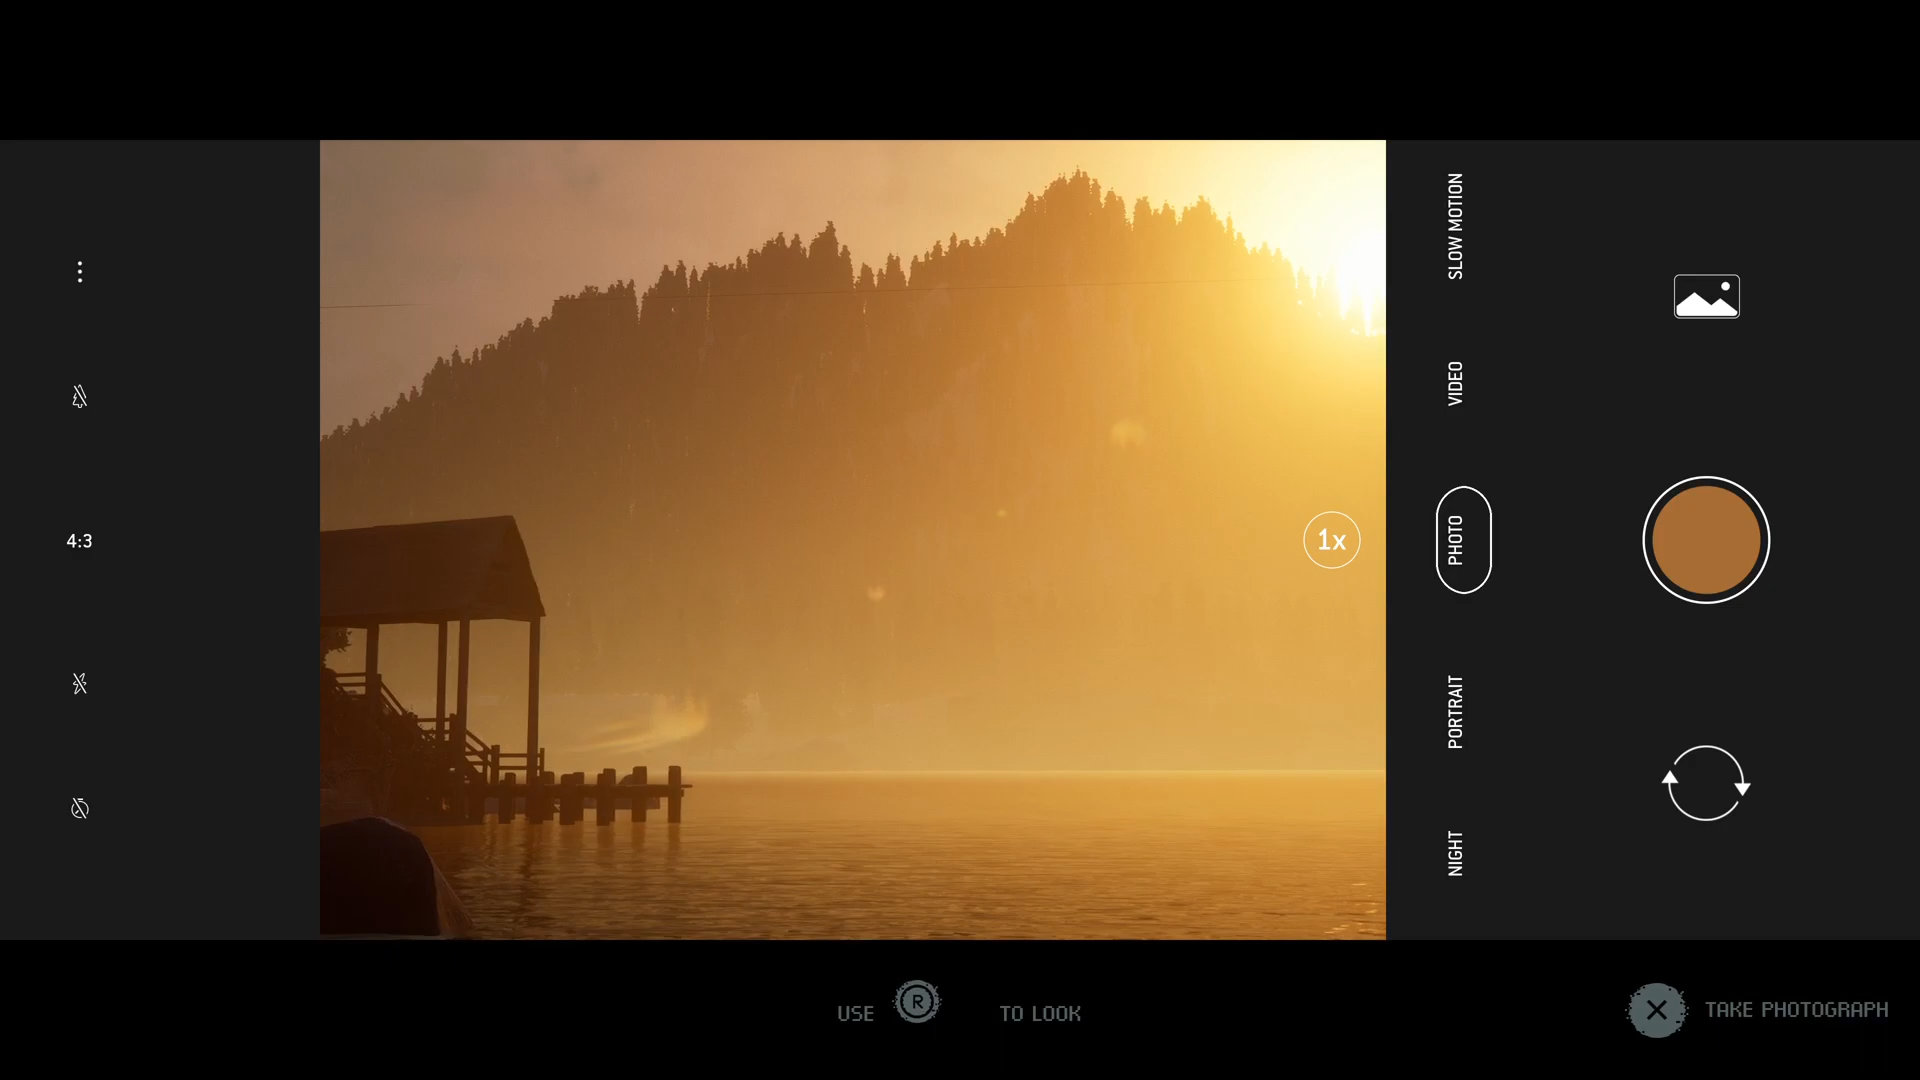 4:3
1x
SLOW MOTION
VIDEO
PHOTO
PORTRAIT
NIGHT
USE R TO LOOK
X TAKE PHOTOGRAPH